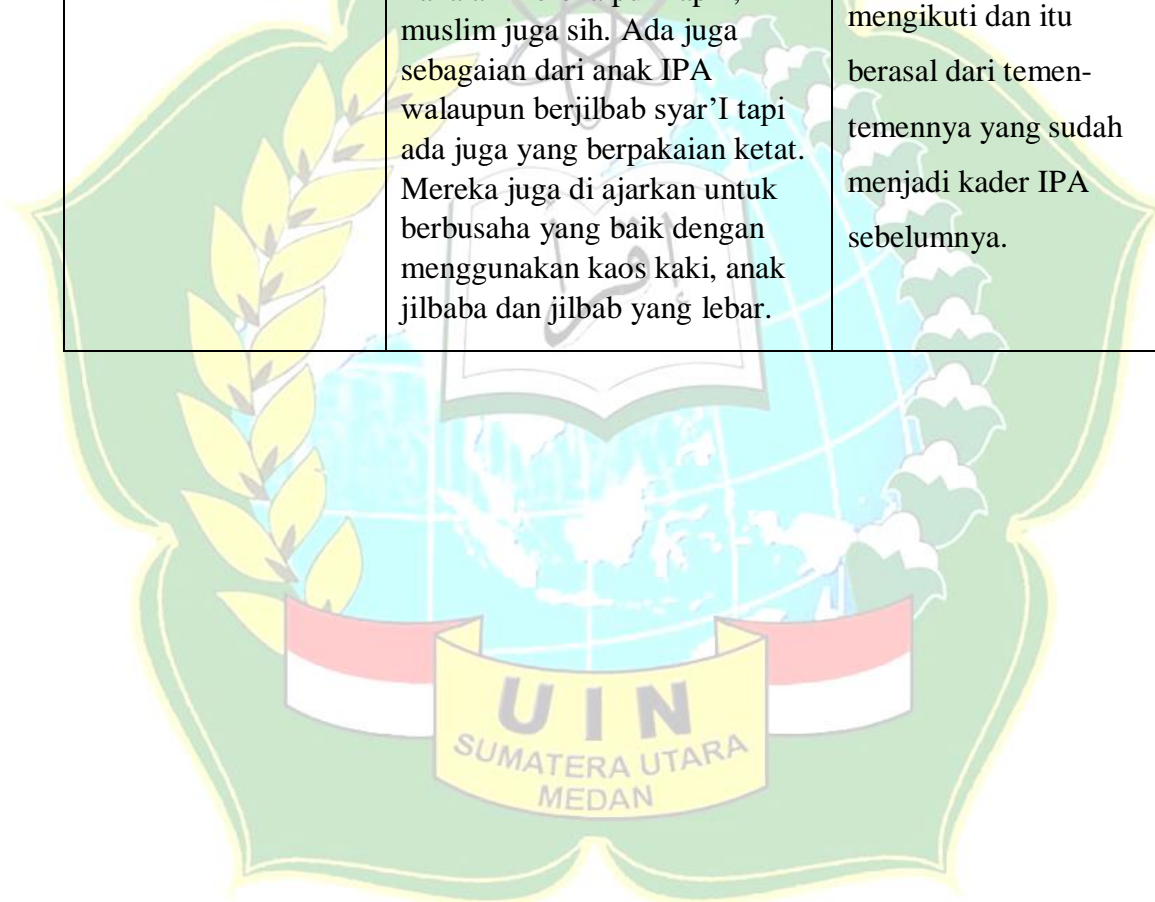 muslim juga sih. Ada juga
sebagaian dari anak IPA
walaupun berjilbab syar’I tapi
ada juga yang berpakaian ketat.
Mereka juga di ajarkan untuk
berbusaha yang baik dengan
menggunakan kaos kaki, anak
jilbaba dan jilbab yang lebar.
mengikuti dan itu
berasal dari temen-
temennya yang sudah
menjadi kader IPA
sebelumnya.
إقرأ
UIN
SUMATERA UTARA
MEDAN